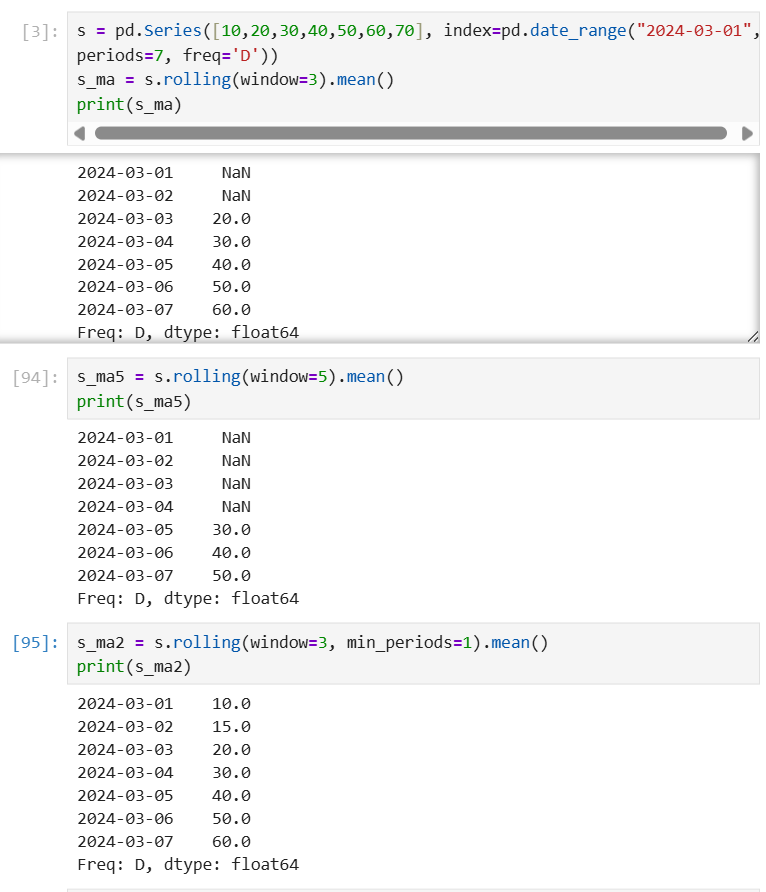 [3]: s = pd.Series([10,20,30,40,50,60,70], index=pd.date_range("2024-03-01",
periods=7, freq='D'))
s_ma = s.rolling(window=3).mean()
print(s_ma)
2024-03-01     NaN
2024-03-02     NaN
2024-03-03    20.0
2024-03-04    30.0
2024-03-05    40.0
2024-03-06    50.0
2024-03-07    60.0
Freq: D, dtype: float64
[94]: s_ma5 = s.rolling(window=5).mean()
print(s_ma5)
2024-03-01     NaN
2024-03-02     NaN
2024-03-03     NaN
2024-03-04     NaN
2024-03-05    30.0
2024-03-06    40.0
2024-03-07    50.0
Freq: D, dtype: float64
[95]: s_ma2 = s.rolling(window=3, min_periods=1).mean()
print(s_ma2)
2024-03-01    10.0
2024-03-02    15.0
2024-03-03    20.0
2024-03-04    30.0
2024-03-05    40.0
2024-03-06    50.0
2024-03-07    60.0
Freq: D, dtype: float64